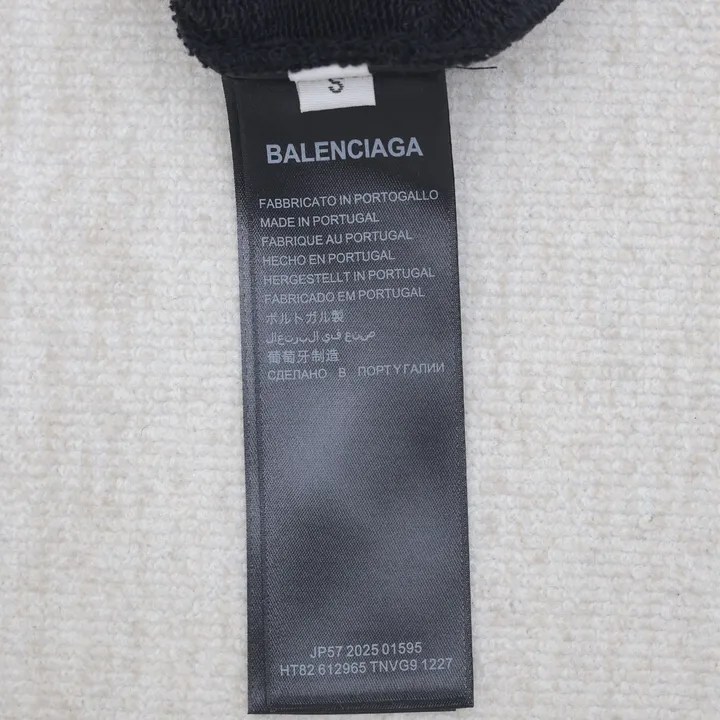 S
BALENCIAGA
FABBRICATO IN PORTOGALLO
MADE IN PORTUGAL
FABRIQUE AU PORTUGAL
HECHO EN PORTUGAL
HERGESTELLT IN PORTUGAL
FABRICADO EM PORTUGAL
ポルトガル製
صنع في البرتغال
葡萄牙制造
СДЕЛАНО В ПОРТУГАЛИИ
JP57 2025 01595
HT82 612965 TNVG9 1227